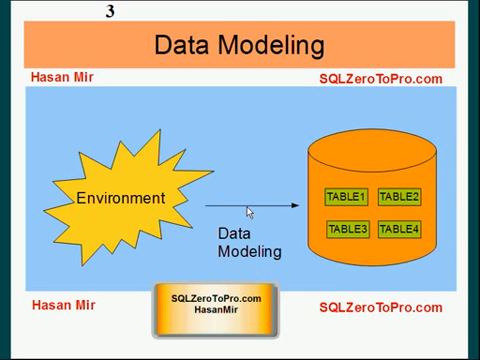 3
Data Modeling
Hasan Mir
SQLZeroToPro.com
Environment
TABLE1
TABLE2
TABLE3
TABLE4
Data
Modeling
SQLZeroToPro.com
HasanMir
Hasan Mir
SQLZeroToPro.com